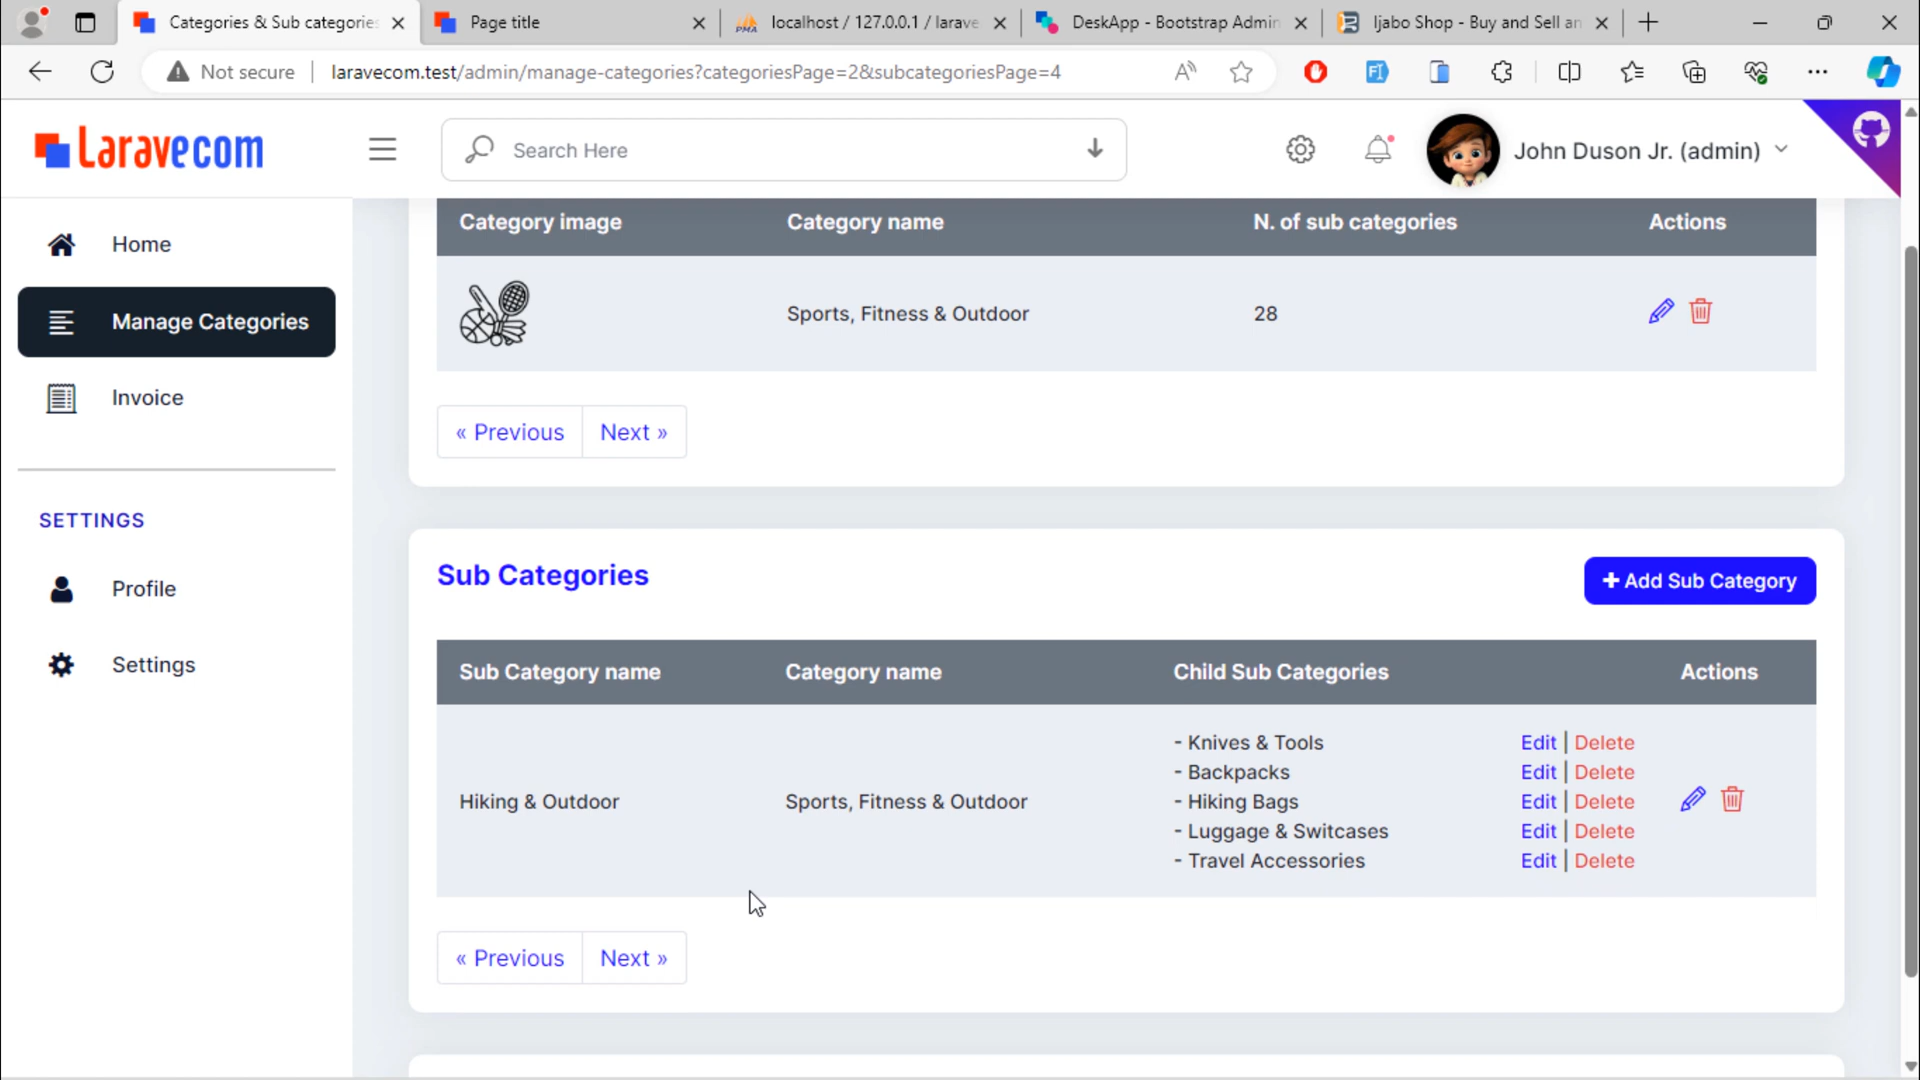 Categories & Sub categories
Page title
localhost / 127.0.0.1 / larave
DeskApp - Bootstrap Admin
Ijabo Shop - Buy and Sell an
Not secure
laravecom.test/admin/manage-categories?categoriesPage=2&subcategoriesPage=4
Laravecom
Search Here
John Duson Jr. (admin)
Home
Manage Categories
Invoice
SETTINGS
Profile
Settings
Category image Category name N. of sub categories Actions
Sports, Fitness & Outdoor 28
« Previous Next »
Sub Categories
+ Add Sub Category
Sub Category name Category name Child Sub Categories Actions
Hiking & Outdoor Sports, Fitness & Outdoor
- Knives & Tools Edit | Delete
- Backpacks Edit | Delete
- Hiking Bags Edit | Delete
- Luggage & Switcases Edit | Delete
- Travel Accessories Edit | Delete
« Previous Next »